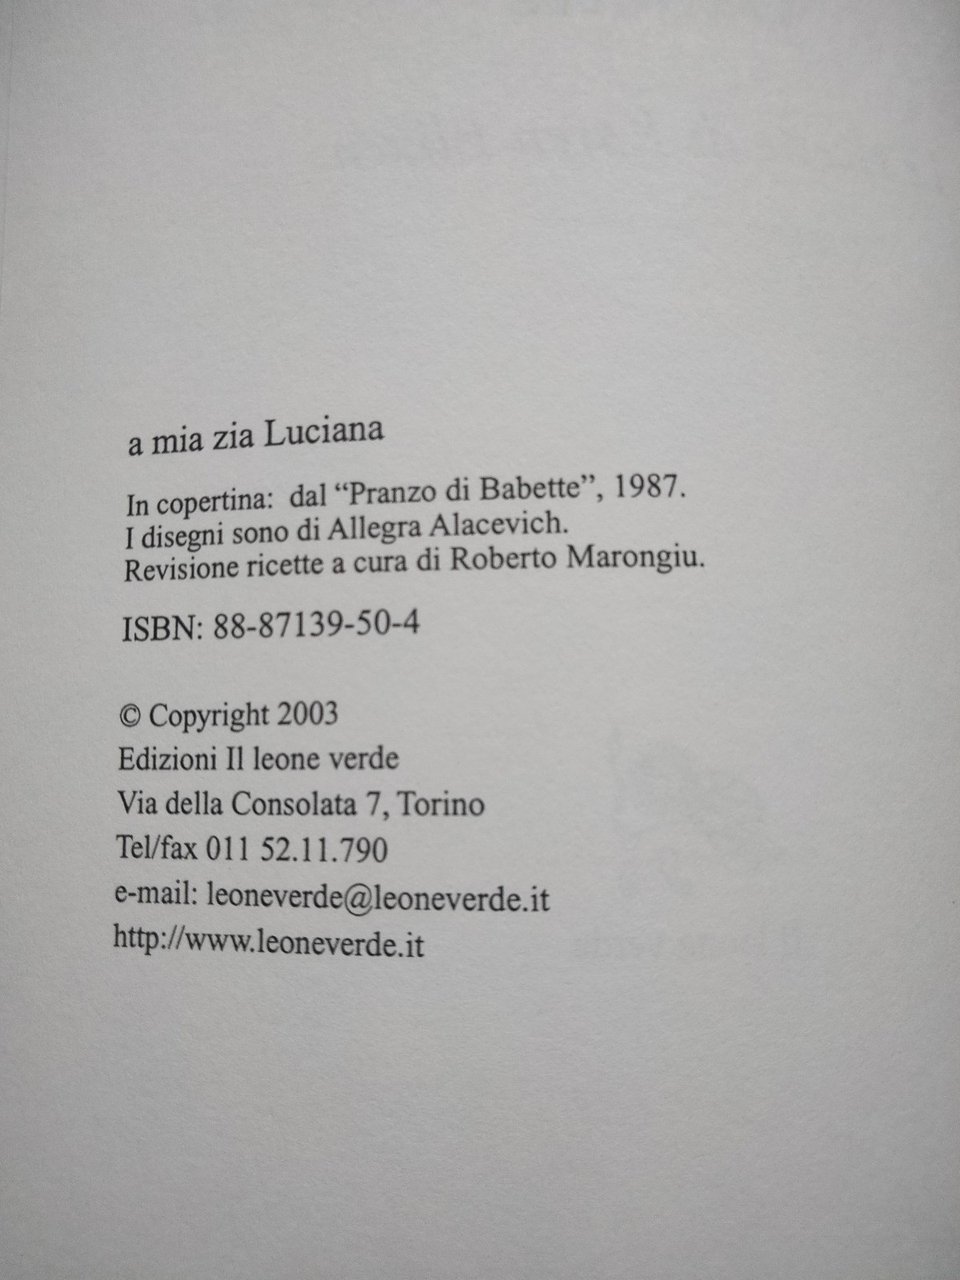 a mia zia Luciana
In copertina: dal “Pranzo di Babette”, 1987.
I disegni sono di Allegra Alacevich.
Revisione ricette a cura di Roberto Marongiu.
ISBN: 88-87139-50-4
© Copyright 2003
Edizioni Il leone verde
Via della Consolata 7, Torino
Tel/fax 011 52.11.790
e-mail: leoneverde@leoneverde.it
http://www.leoneverde.it